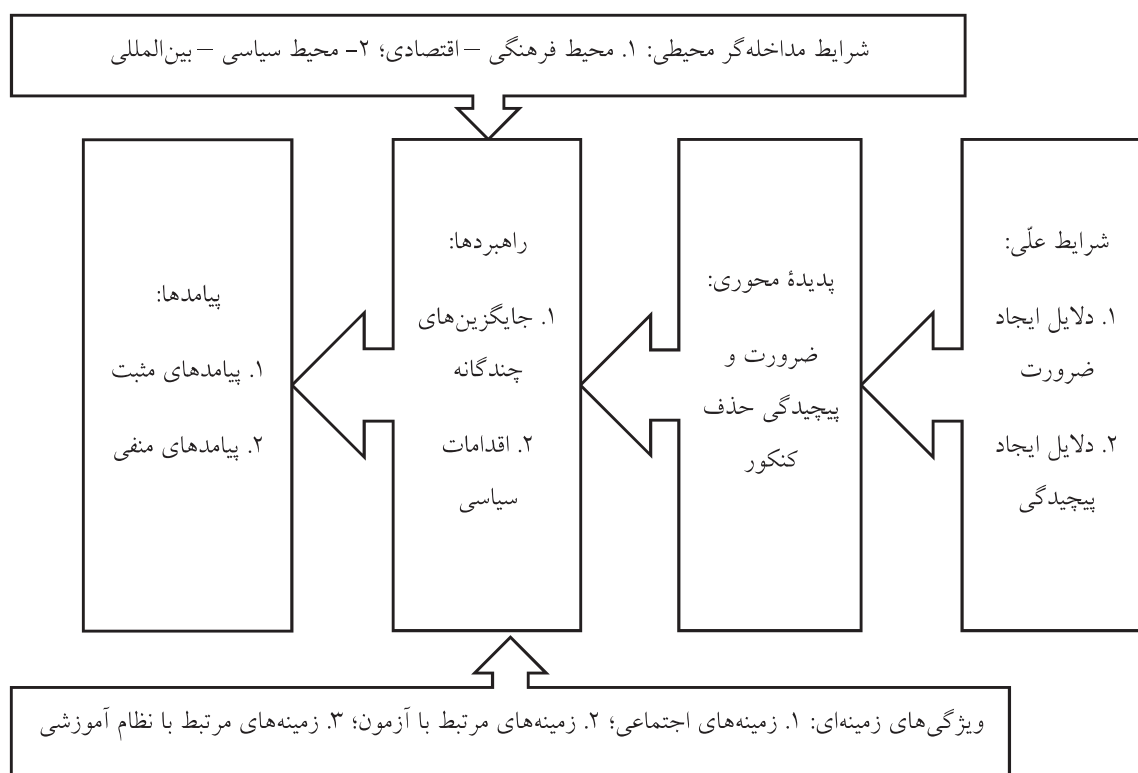 شرایط مداخله‌گر محیطی: ۱. محیط فرهنگی – اقتصادی؛ ۲- محیط سیاسی – بین‌المللی
شرایط علّی:
۱. دلایل ایجاد
ضرورت
۲. دلایل ایجاد
پیچیدگی
پدیدهٔ محوری:
ضرورت و
پیچیدگی حذف
کنکور
راهبردها:
۱. جایگزین‌های
چندگانه
۲. اقدامات
سیاسی
پیامدها:
۱. پیامدهای مثبت
۲. پیامدهای منفی
ویژگی‌های زمینه‌ای: ۱. زمینه‌های اجتماعی؛ ۲. زمینه‌های مرتبط با آزمون؛ ۳. زمینه‌های مرتبط با نظام آموزشی